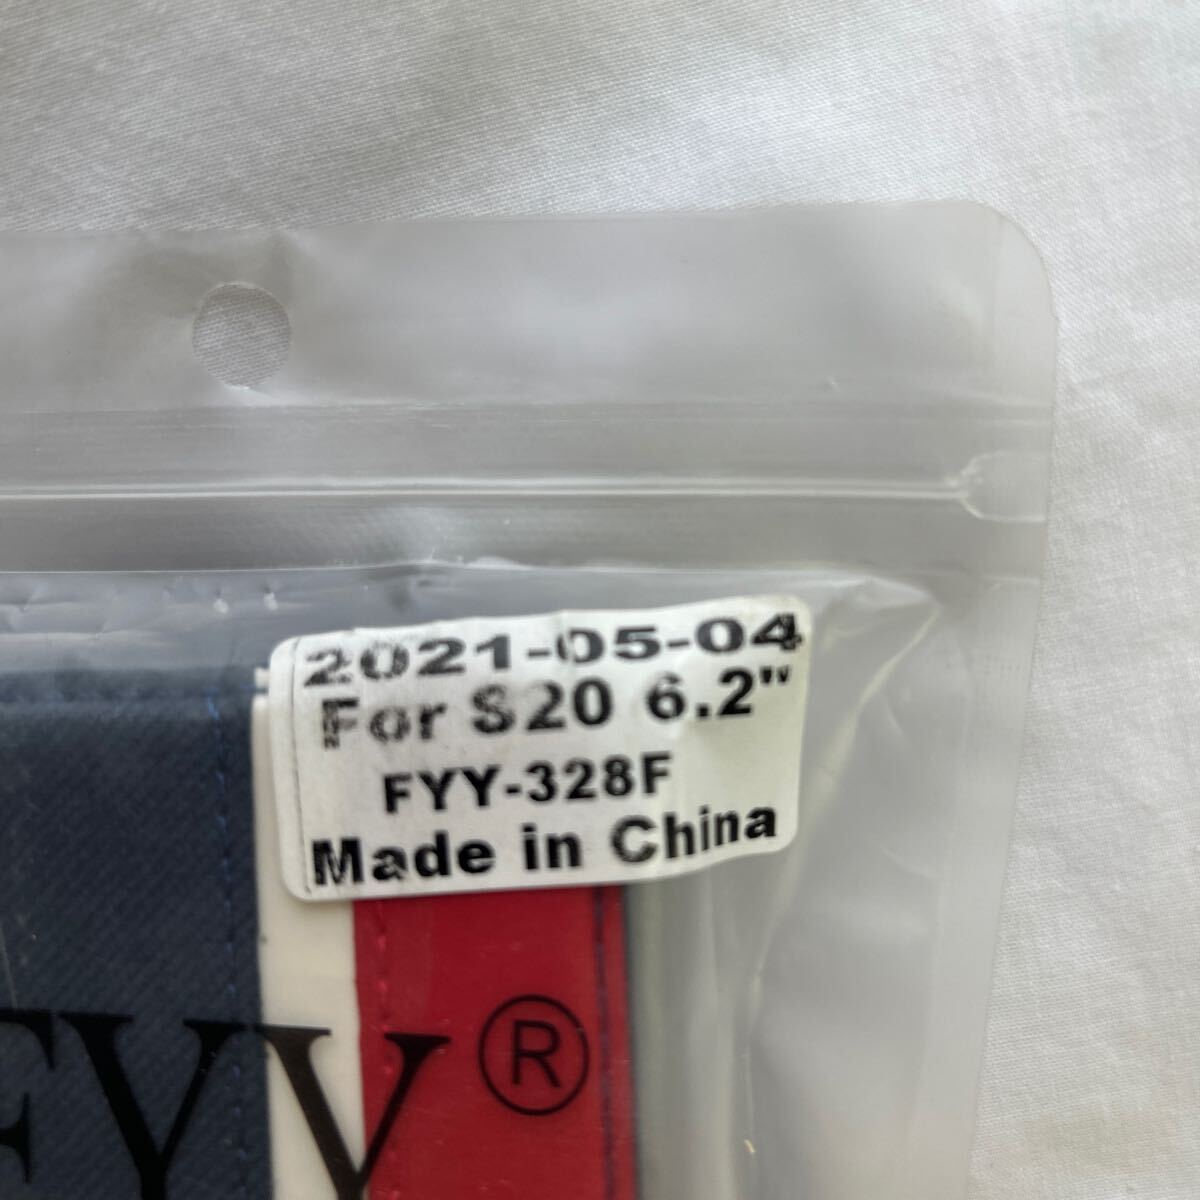 2021-05-04
For S20 6.2"
FYY-328F
Made in China
FYY®